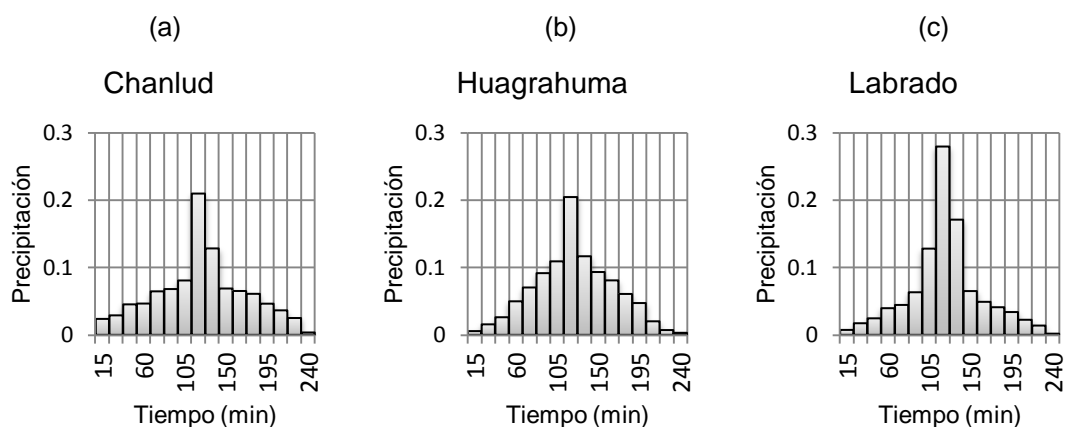 (a)
(b)
(c)
Chanlud
Huagrahuma
Labrado
Precipitación
0.3
0.2
0.1
0
15
60
105
150
195
240
Tiempo (min)
Precipitación
0.3
0.2
0.1
0
15
60
105
150
195
240
Tiempo (min)
Precipitación
0.3
0.2
0.1
0
15
60
105
150
195
240
Tiempo (min)